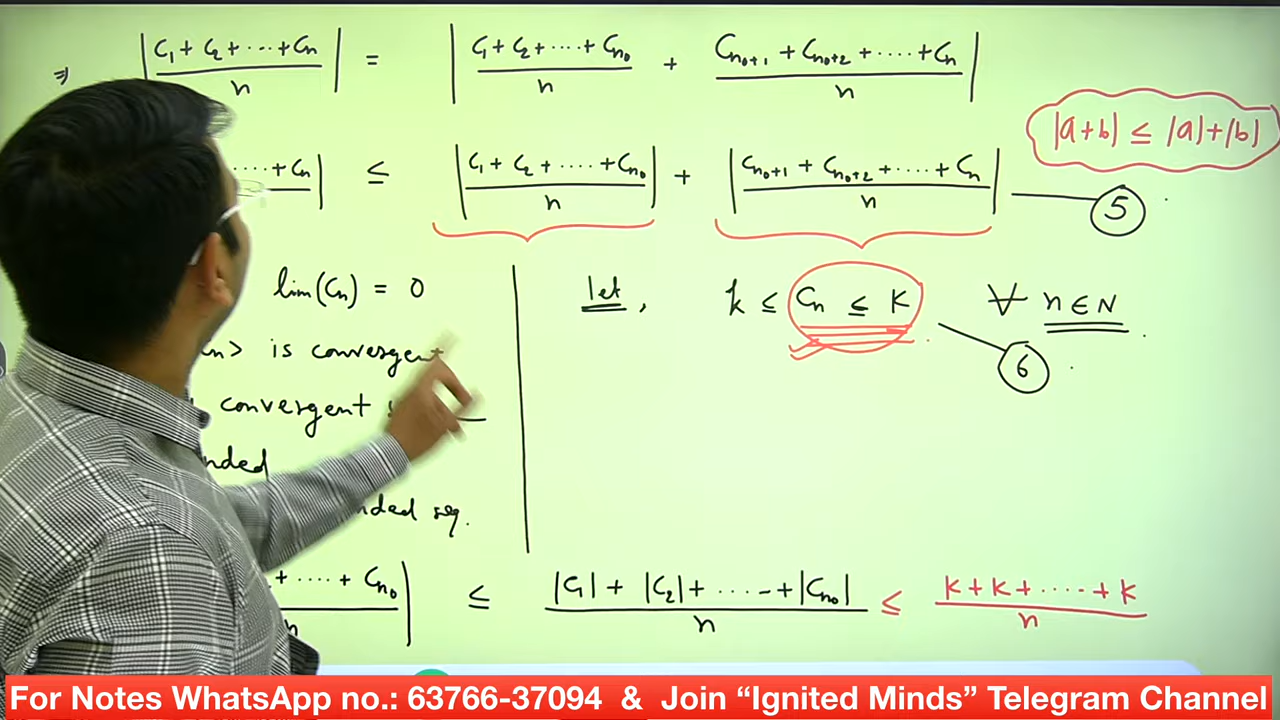 ⇒ |C₁ + C₂ + ⋯ + Cₙ / n| = |C₁ + C₂ + ⋯ + Cₙ₀ / n + Cₙ₀₊₁ + Cₙ₀₊₂ + ⋯ + Cₙ / n|
|a+b| ≤ |a|+|b|
⋯ + Cₙ| ≤ |C₁ + C₂ + ⋯ + Cₙ₀ / n| + |Cₙ₀₊₁ + Cₙ₀₊₂ + ⋯ + Cₙ / n| — 5
lim(Cₙ) = 0
n> is convergent
convergent
nded
nded seq.
let, k ≤ Cₙ ≤ K ∀ n ∈ N
6
+ ⋯ + Cₙ₀ / n| ≤ |C₁| + |C₂| + ⋯ + |Cₙ₀| / n ≤ K + K + ⋯ + K / n
For Notes WhatsApp no.: 63766-37094 & Join “Ignited Minds” Telegram Channel